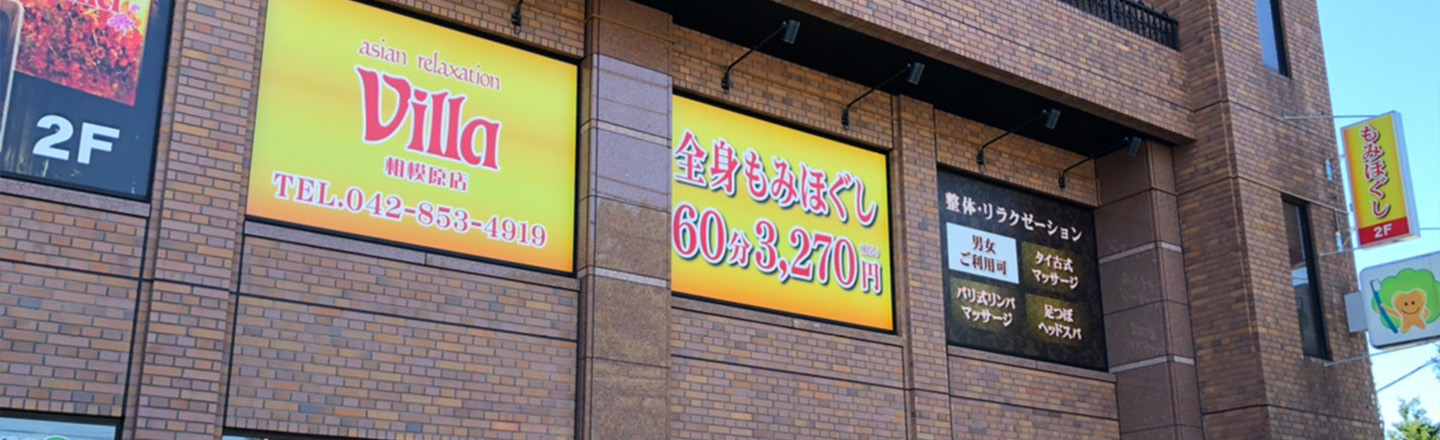 2F
asian relaxation
Villa
相模原店
TEL.042-853-4919
全身もみほぐし
60分3,270円
整体・リラクゼーション
男女
ご利用可
タイ古式
マッサージ
バリ式リンパ
マッサージ
足つぼ
ヘッドスパ
もみほぐし
2F